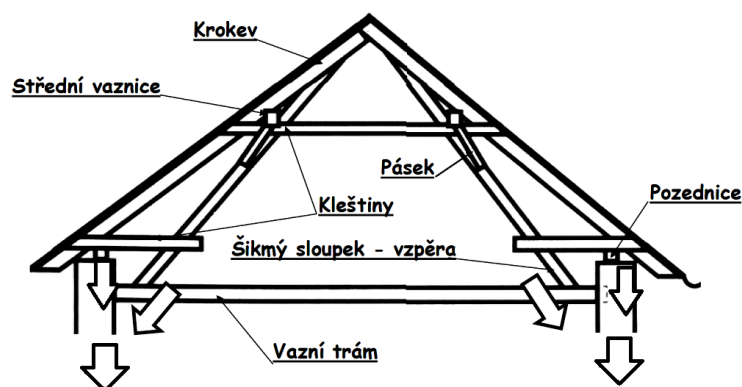 Krokev
Střední vaznice
Pásek
Pozednice
Kleštiny
Šikmý sloupek - vzpěra
Vazní trám